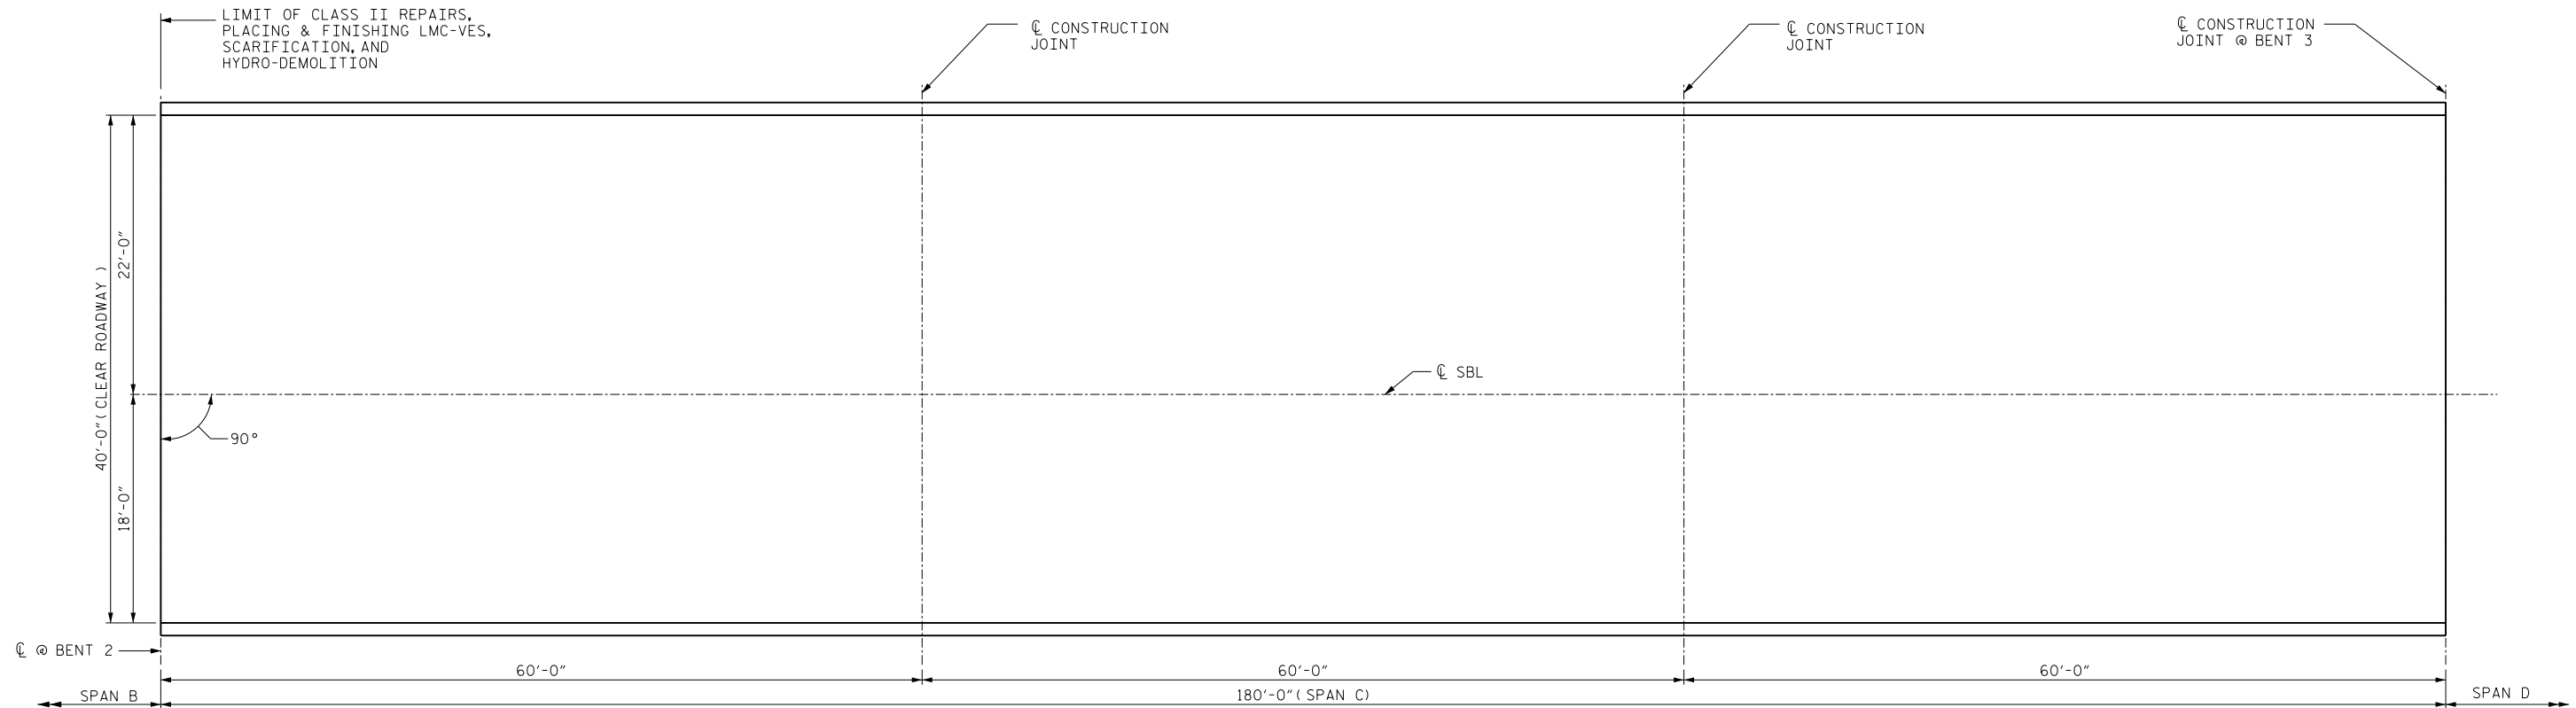 LIMIT OF CLASS II REPAIRS,
PLACING & FINISHING LMC-VES,
SCARIFICATION, AND
HYDRO-DEMOLITION
℄ CONSTRUCTION
JOINT
℄ CONSTRUCTION
JOINT
℄ CONSTRUCTION
JOINT @ BENT 3
40'-0" (CLEAR ROADWAY )
22'-0"
18'-0"
℄ SBL
90°
℄ @ BENT 2
60'-0"
60'-0"
60'-0"
SPAN B
180'-0" ( SPAN C)
SPAN D